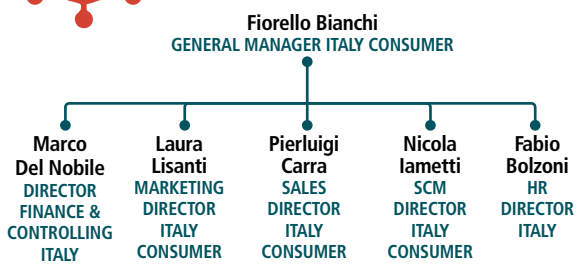 Fiorello Bianchi
GENERAL MANAGER ITALY CONSUMER
Marco
Del Nobile
DIRECTOR
FINANCE &
CONTROLLING
ITALY
Laura
Lisanti
MARKETING
DIRECTOR
ITALY
CONSUMER
Pierluigi
Carra
SALES
DIRECTOR
ITALY
CONSUMER
Nicola
Iametti
SCM
DIRECTOR
ITALY
CONSUMER
Fabio
Bolzoni
HR
DIRECTOR
ITALY